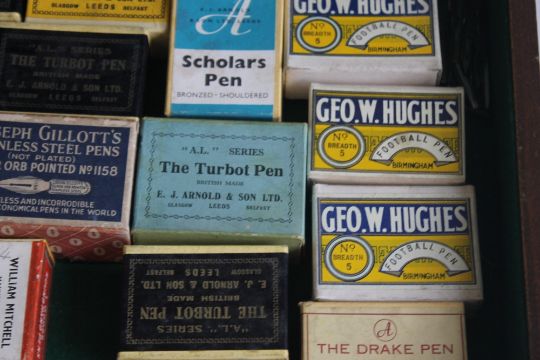 GLASGOW LEEDS BELFAST
"A.L." SERIES
THE TURBOT PEN
BRITISH MADE
E. J. ARNOLD & SON LTD.
GLASGOW LEEDS BELFAST
E. J. ARNOLD
A
Scholars
Pen
BRONZED-SHOULDERED
GEO. W. HUGHES
No
BREADTH
5
FOOTBALL PEN
BIRMINGHAM
GEO. W. HUGHES
No
BREADTH
5
FOOTBALL PEN
BIRMINGHAM
GEO. W. HUGHES
No
BREADTH
5
FOOTBALL PEN
BIRMINGHAM
SEPH GILLOTT'S
NLESS STEEL PENS
(NOT PLATED)
ORB POINTED No 1158
LESS AND INCORRODIBLE
ECONOMICAL PENS IN THE WORLD
"A.L." SERIES
The Turbot Pen
BRITISH MADE
E. J. ARNOLD & SON LTD.
GLASGOW LEEDS BELFAST
WILLIAM MITCHELL
"A.L." SERIES
THE TURBOT PEN
BRITISH MADE
E. J. ARNOLD & SON LTD.
GLASGOW LEEDS BELFAST
A
THE DRAKE PEN